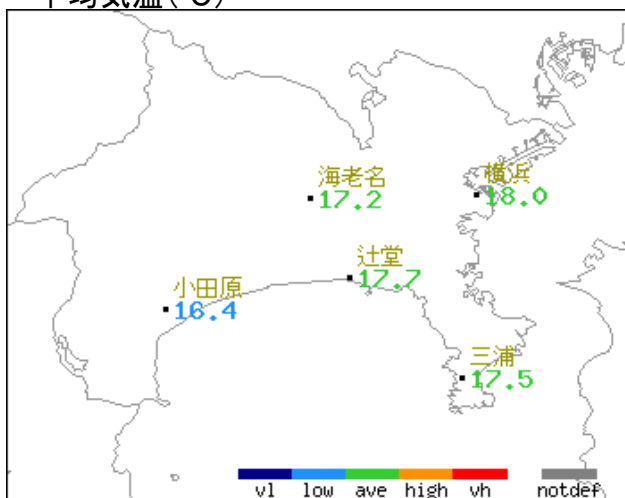 平均気温(℃)
海老名
17.2
横浜
18.0
辻堂
17.7
小田原
16.4
三浦
17.5
vl low ave high vh notdef